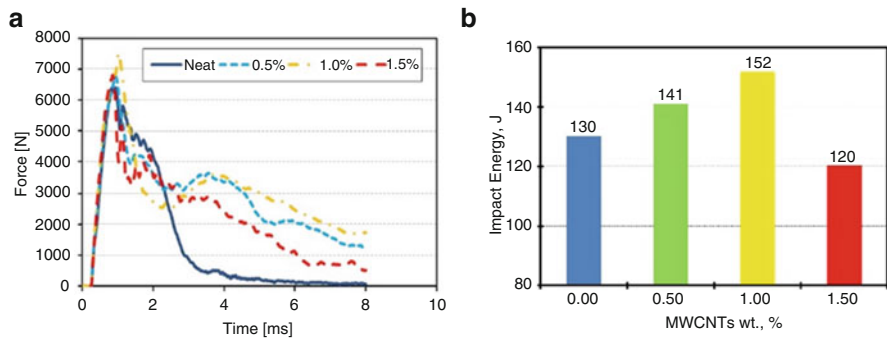 a
8000
7000
6000
5000
4000
3000
2000
1000
0
Force [N]
Neat 0.5% 1.0% 1.5%
0 2 4 6 8 10
Time [ms]
b
160
140
120
100
80
Impact Energy, J
130
141
152
120
0.00 0.50 1.00 1.50
MWCNTs wt., %